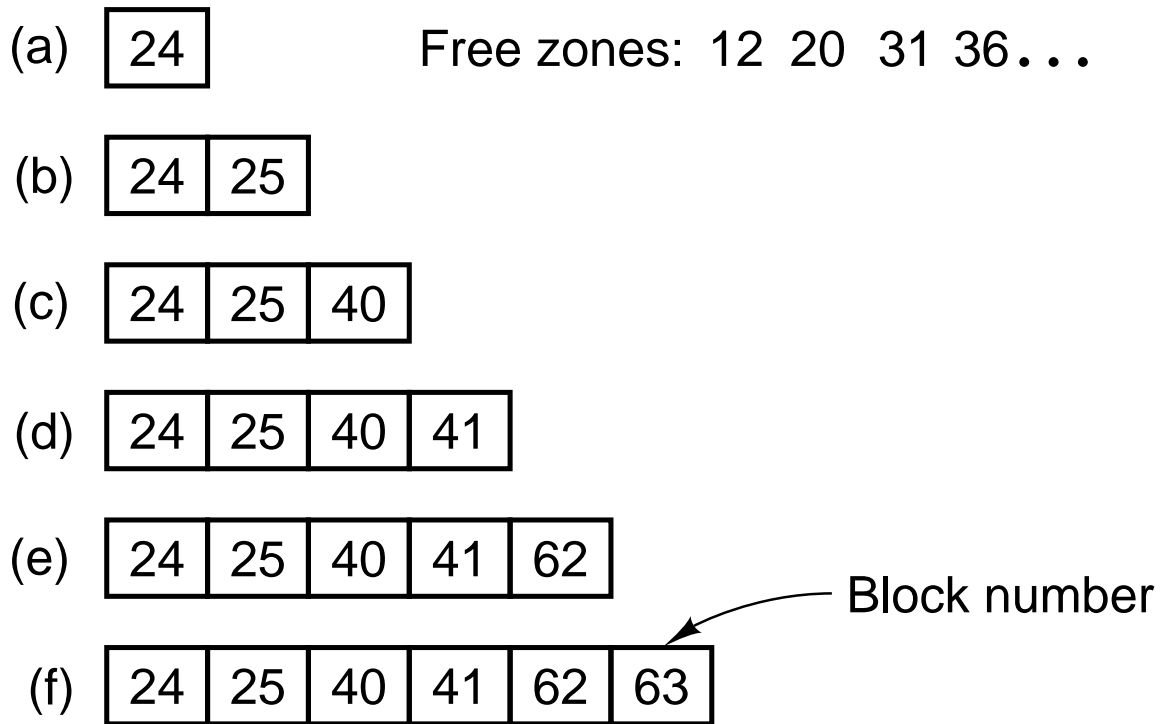 (a) 24 Free zones: 12 20 31 36...
(b) 24 25
(c) 24 25 40
(d) 24 25 40 41
(e) 24 25 40 41 62
Block number
(f) 24 25 40 41 62 63